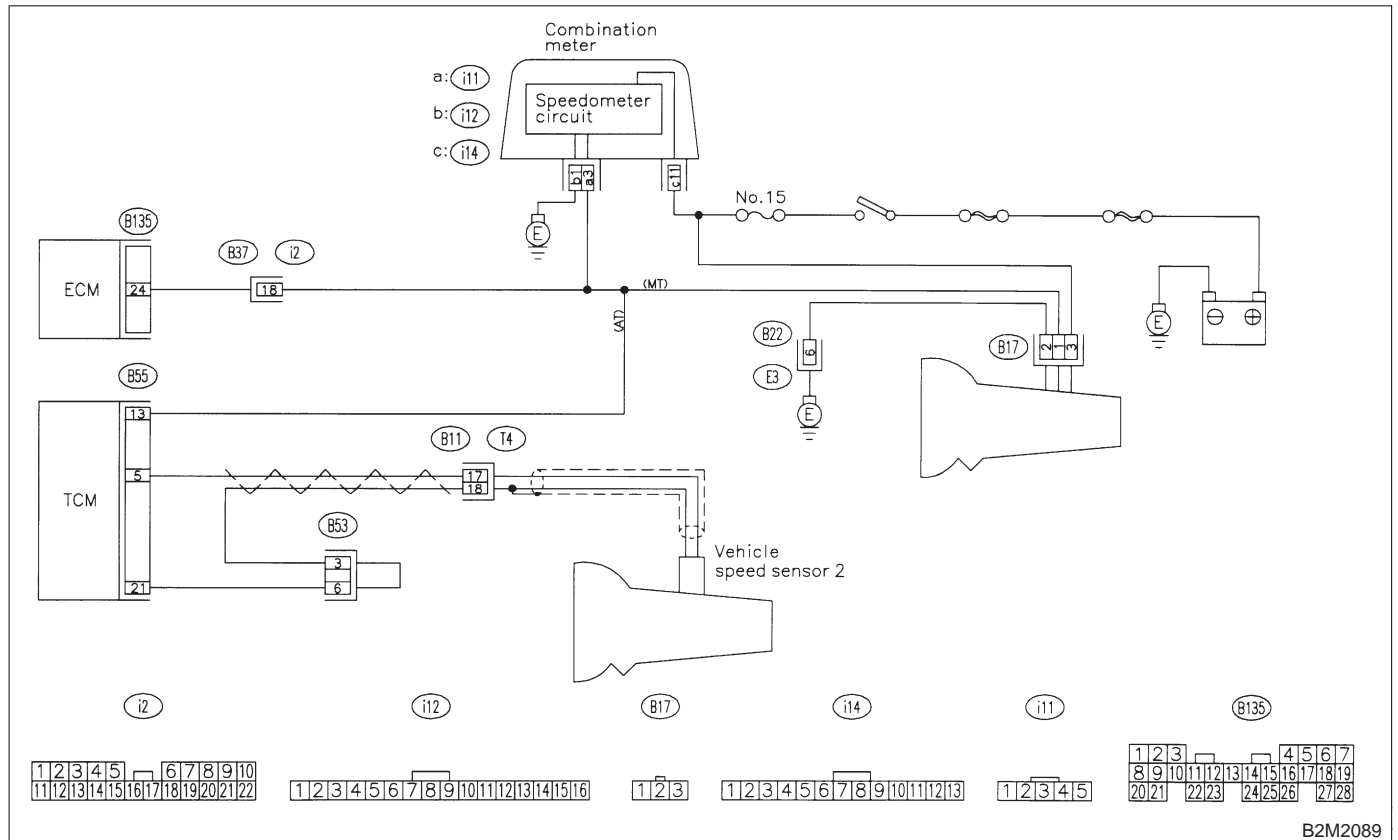 Combination
meter
a: i11
b: i12
c: i14
Speedometer
circuit
b1 a3 c11
No.15
E
B135
B37 i2
ECM 24 18
(MT)
(AT)
E
B22
6
E3
E
B17
2 1 3
B55
13
TCM
5
21
B11 T4
17
18
B53
3
6
Vehicle
speed sensor 2
i2
1 2 3 4 5 6 7 8 9 10
11 12 13 14 15 16 17 18 19 20 21 22
i12
1 2 3 4 5 6 7 8 9 10 11 12 13 14 15 16
B17
1 2 3
i14
1 2 3 4 5 6 7 8 9 10 11 12 13
i11
1 2 3 4 5
B135
1 2 3 4 5 6 7
8 9 10 11 12 13 14 15 16 17 18 19
20 21 22 23 24 25 26 27 28
B2M2089